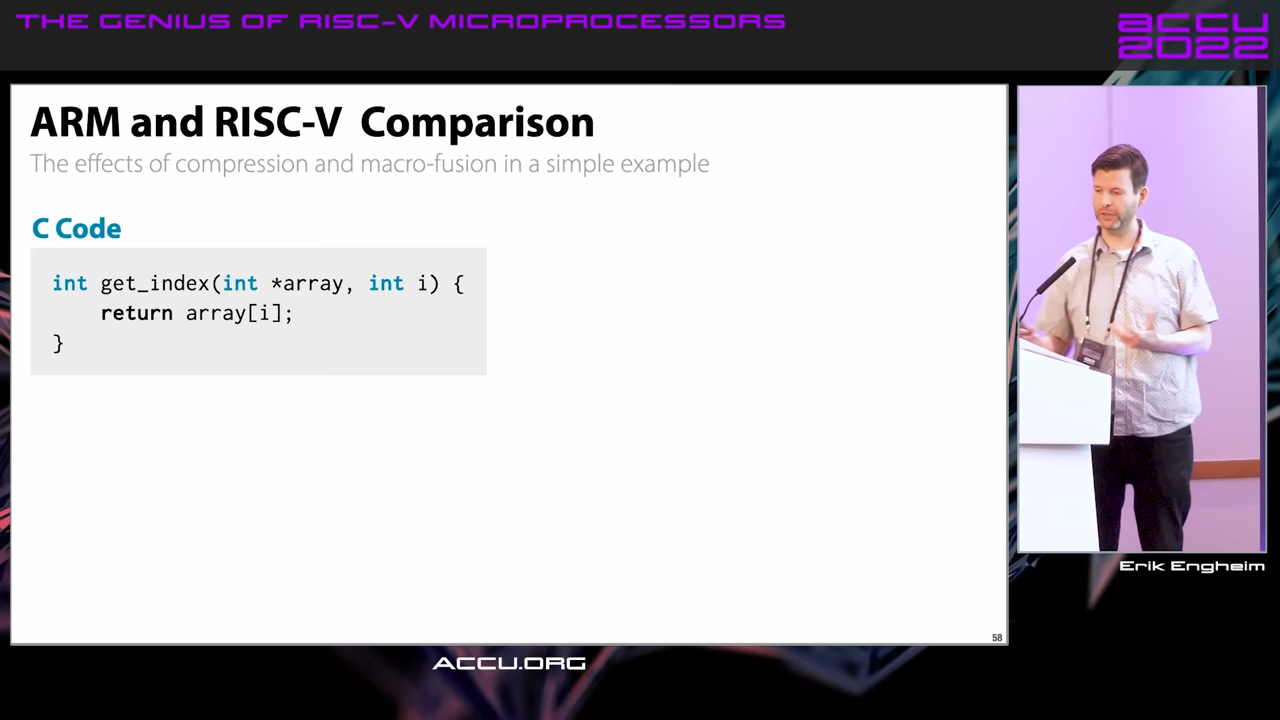 THE GENIUS OF RISC-V MICROPROCESSORS
ACCU
2022
ARM and RISC-V Comparison
The effects of compression and macro-fusion in a simple example
C Code
int get_index(int *array, int i) {
return array[i];
}
58
Erik Engheim
ACCU.ORG